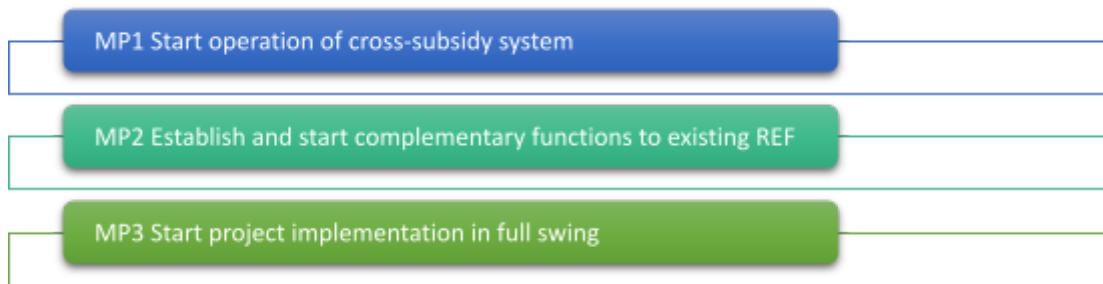 MP1 Start operation of cross-subsidy system
MP2 Establish and start complementary functions to existing REF
MP3 Start project implementation in full swing